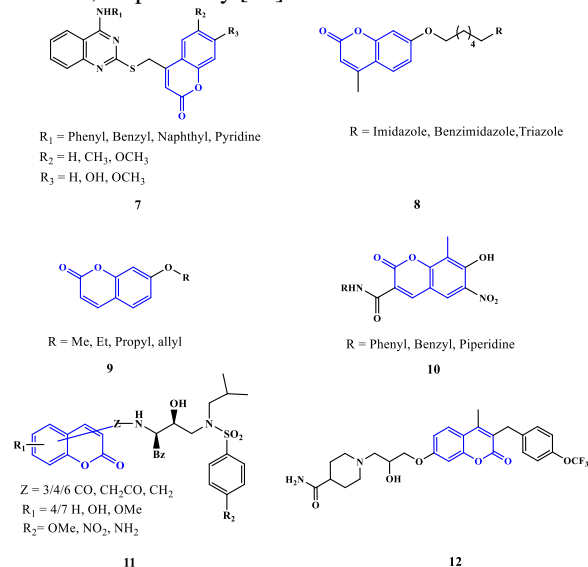 NHR1
R2
R3
N
N
S
O
O
R1 = Phenyl, Benzyl, Naphthyl, Pyridine
R2 = H, CH3, OCH3
R3 = H, OH, OCH3
7
O
O
O
4
R
R = Imidazole, Benzimidazole,Triazole
8
O
O
O
R
R = Me, Et, Propyl, allyl
9
O
O
OH
RHN
NO2
O
R = Phenyl, Benzyl, Piperidine
10
R1
O
O
Z
H
N
OH
Bz
N
SO2
R2
Z = 3/4/6 CO, CH2CO, CH2
R1 = 4/7 H, OH, OMe
R2= OMe, NO2, NH2
11
H2N
O
N
OH
O
O
O
OCF3
12